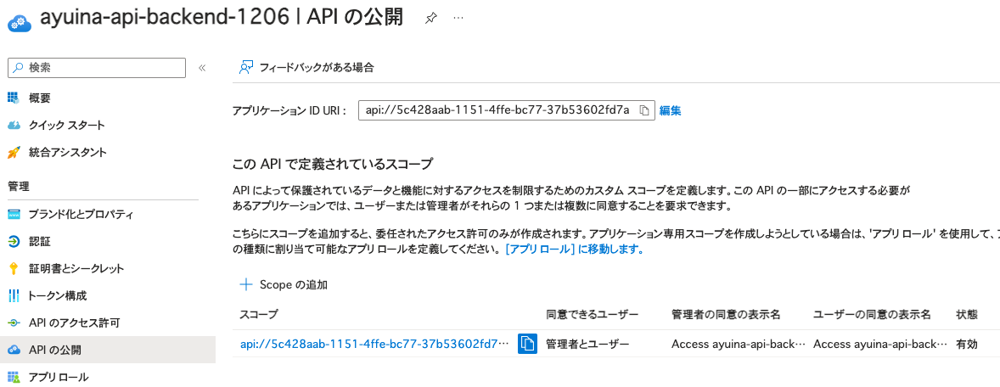 ayuina-api-backend-1206 | API の公開
検索
概要
クイック スタート
統合アシスタント
管理
ブランド化とプロパティ
認証
証明書とシークレット
トークン構成
API のアクセス許可
API の公開
アプリ ロール
フィードバックがある場合
アプリケーション ID URI :
api://5c428aab-1151-4ffe-bc77-37b53602fd7a
編集
この API で定義されているスコープ
API によって保護されているデータと機能に対するアクセスを制限するためのカスタム スコープを定義します。この API の一部にアクセスする必要が
あるアプリケーションでは、ユーザーまたは管理者がそれらの 1 つまたは複数に同意することを要求できます。
こちらにスコープを追加すると、委任されたアクセス許可のみが作成されます。アプリケーション専用スコープを作成しようとしている場合は、'アプリ ロール' を使用して、
の種類に割り当て可能なアプリ ロールを定義してください。 [アプリ ロール] に移動します。
Scope の追加
スコープ 同意できるユーザー 管理者の同意の表示名 ユーザーの同意の表示名 状態
api://5c428aab-1151-4ffe-bc77-37b53602fd7… 管理者とユーザー Access ayuina-api-back… Access ayuina-api-back… 有効